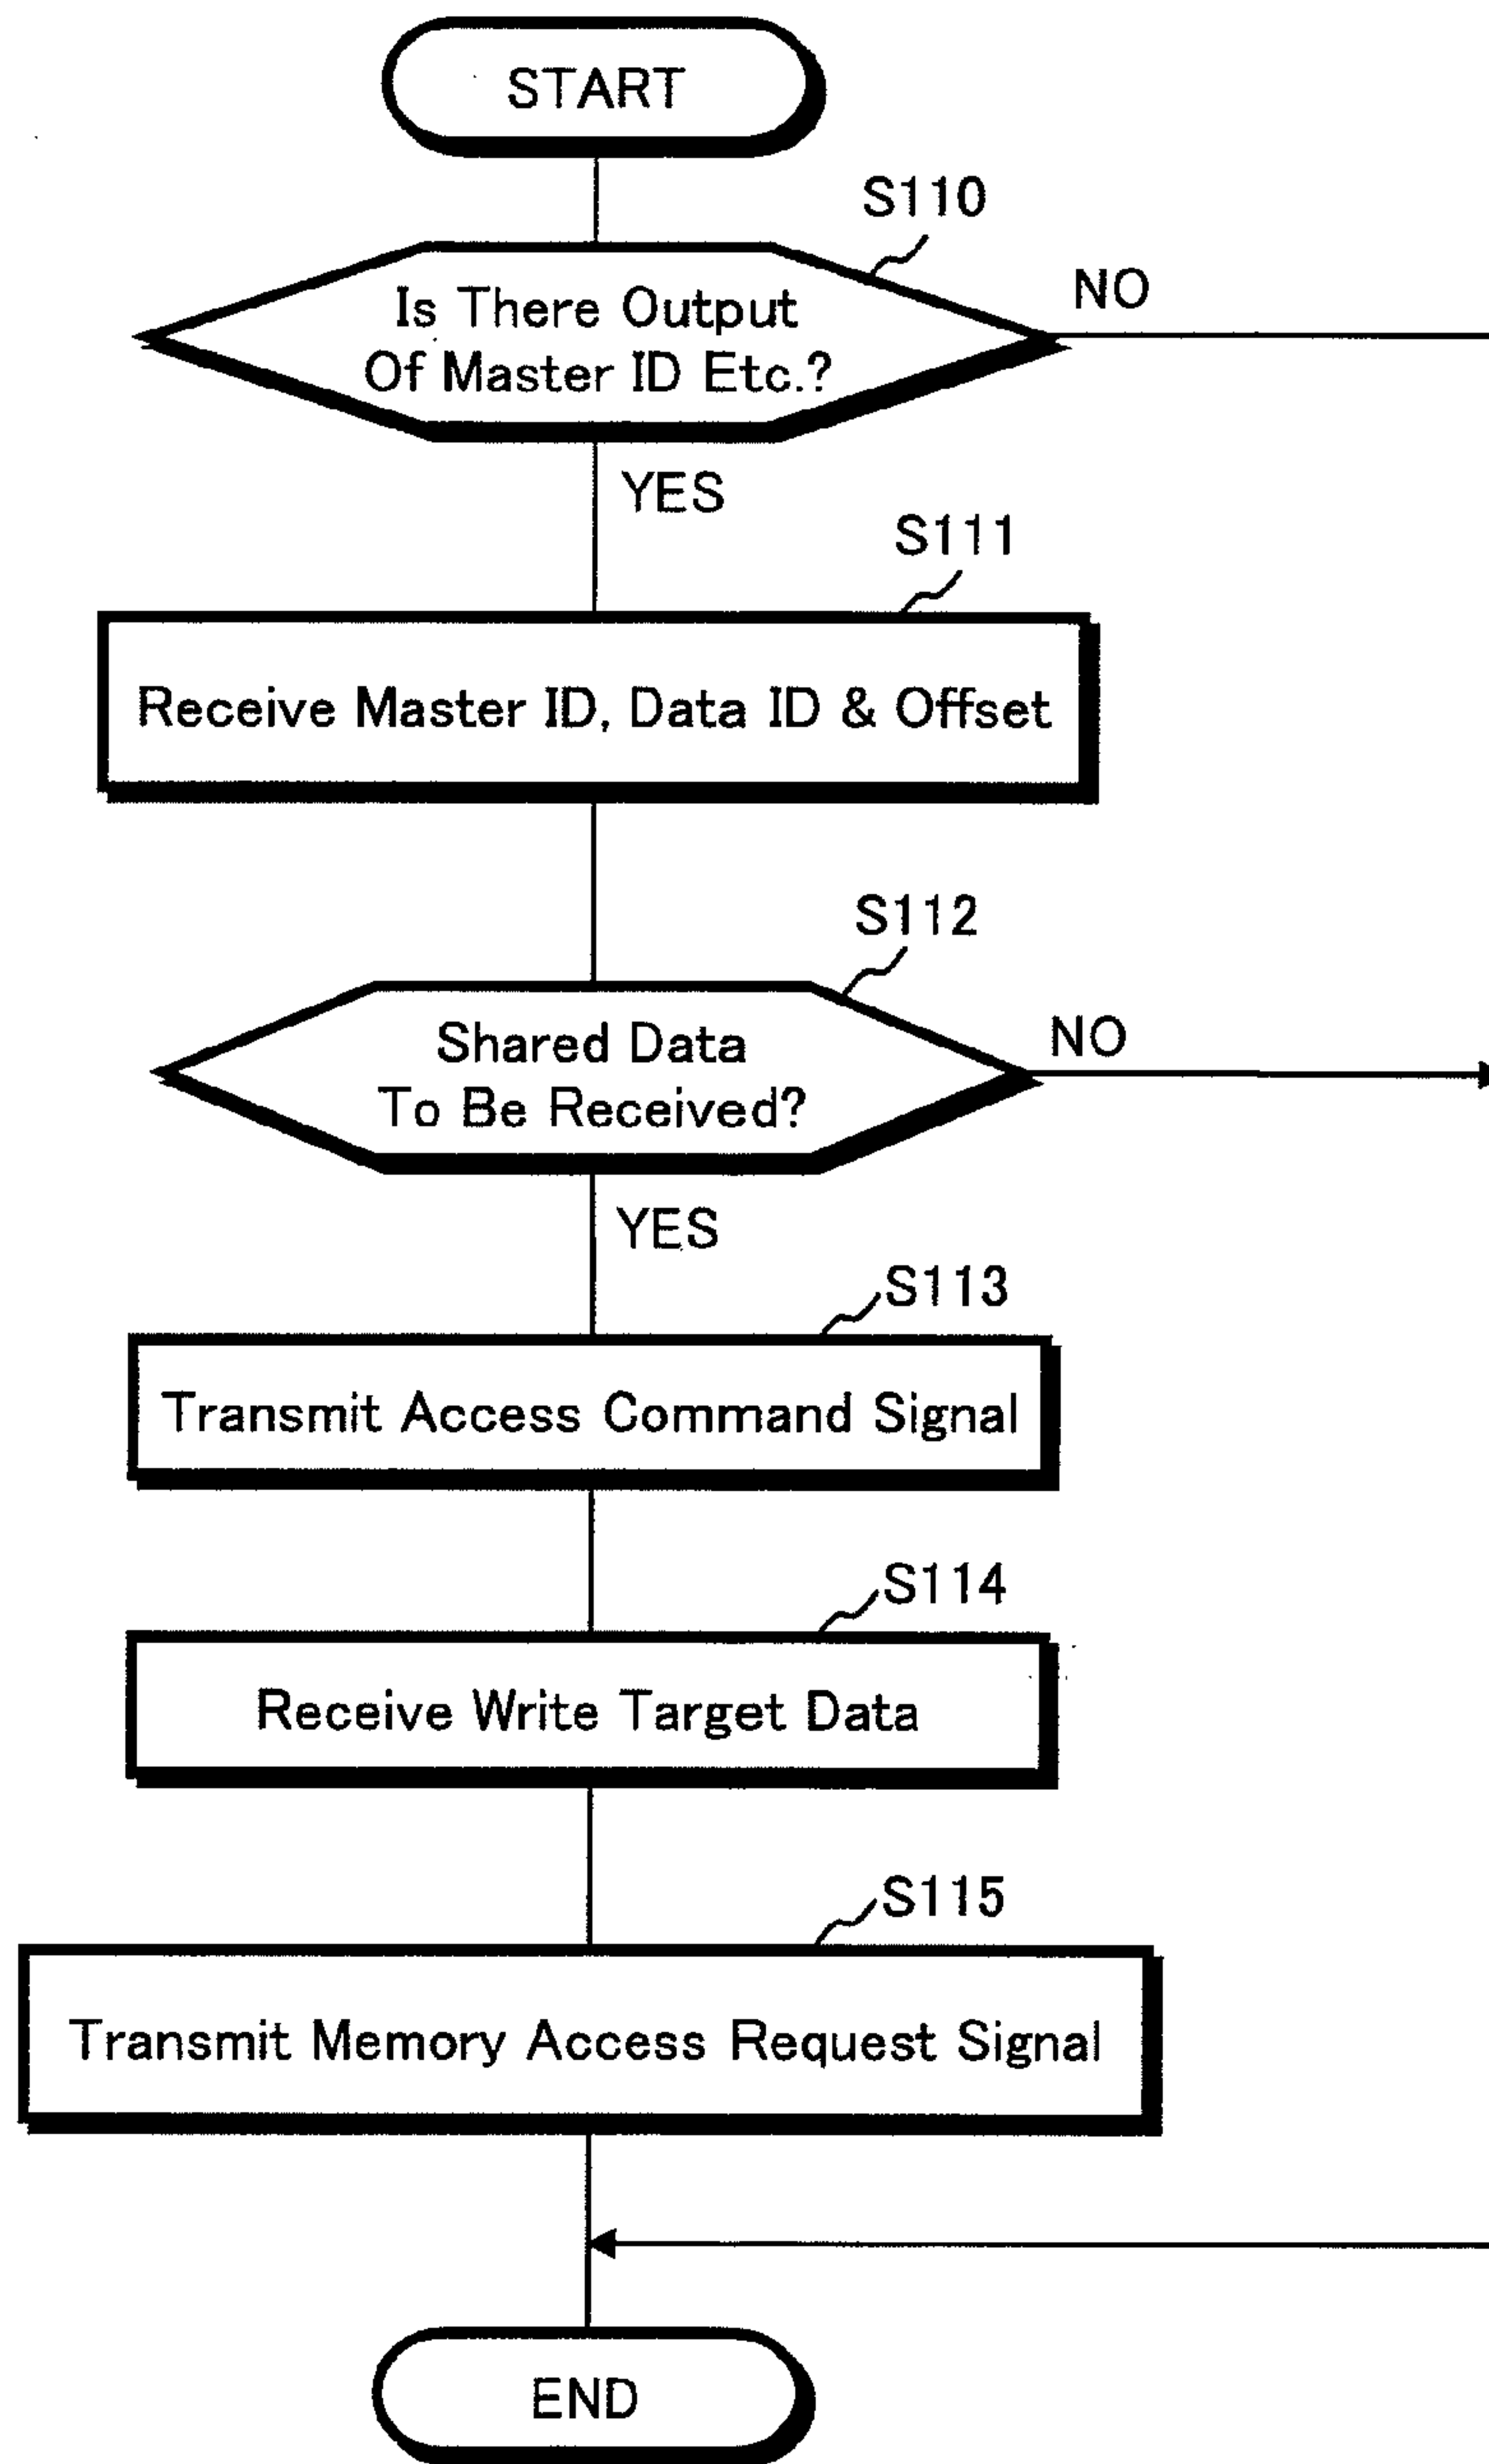 START
S110
NO
Is There Output
Of Master ID Etc.?
YES
S111
Receive Master ID, Data ID & Offset
S112
NO
Shared Data
To Be Received?
YES
S113
Transmit Access Command Signal
S114
Receive Write Target Data
S115
Transmit Memory Access Request Signal
END